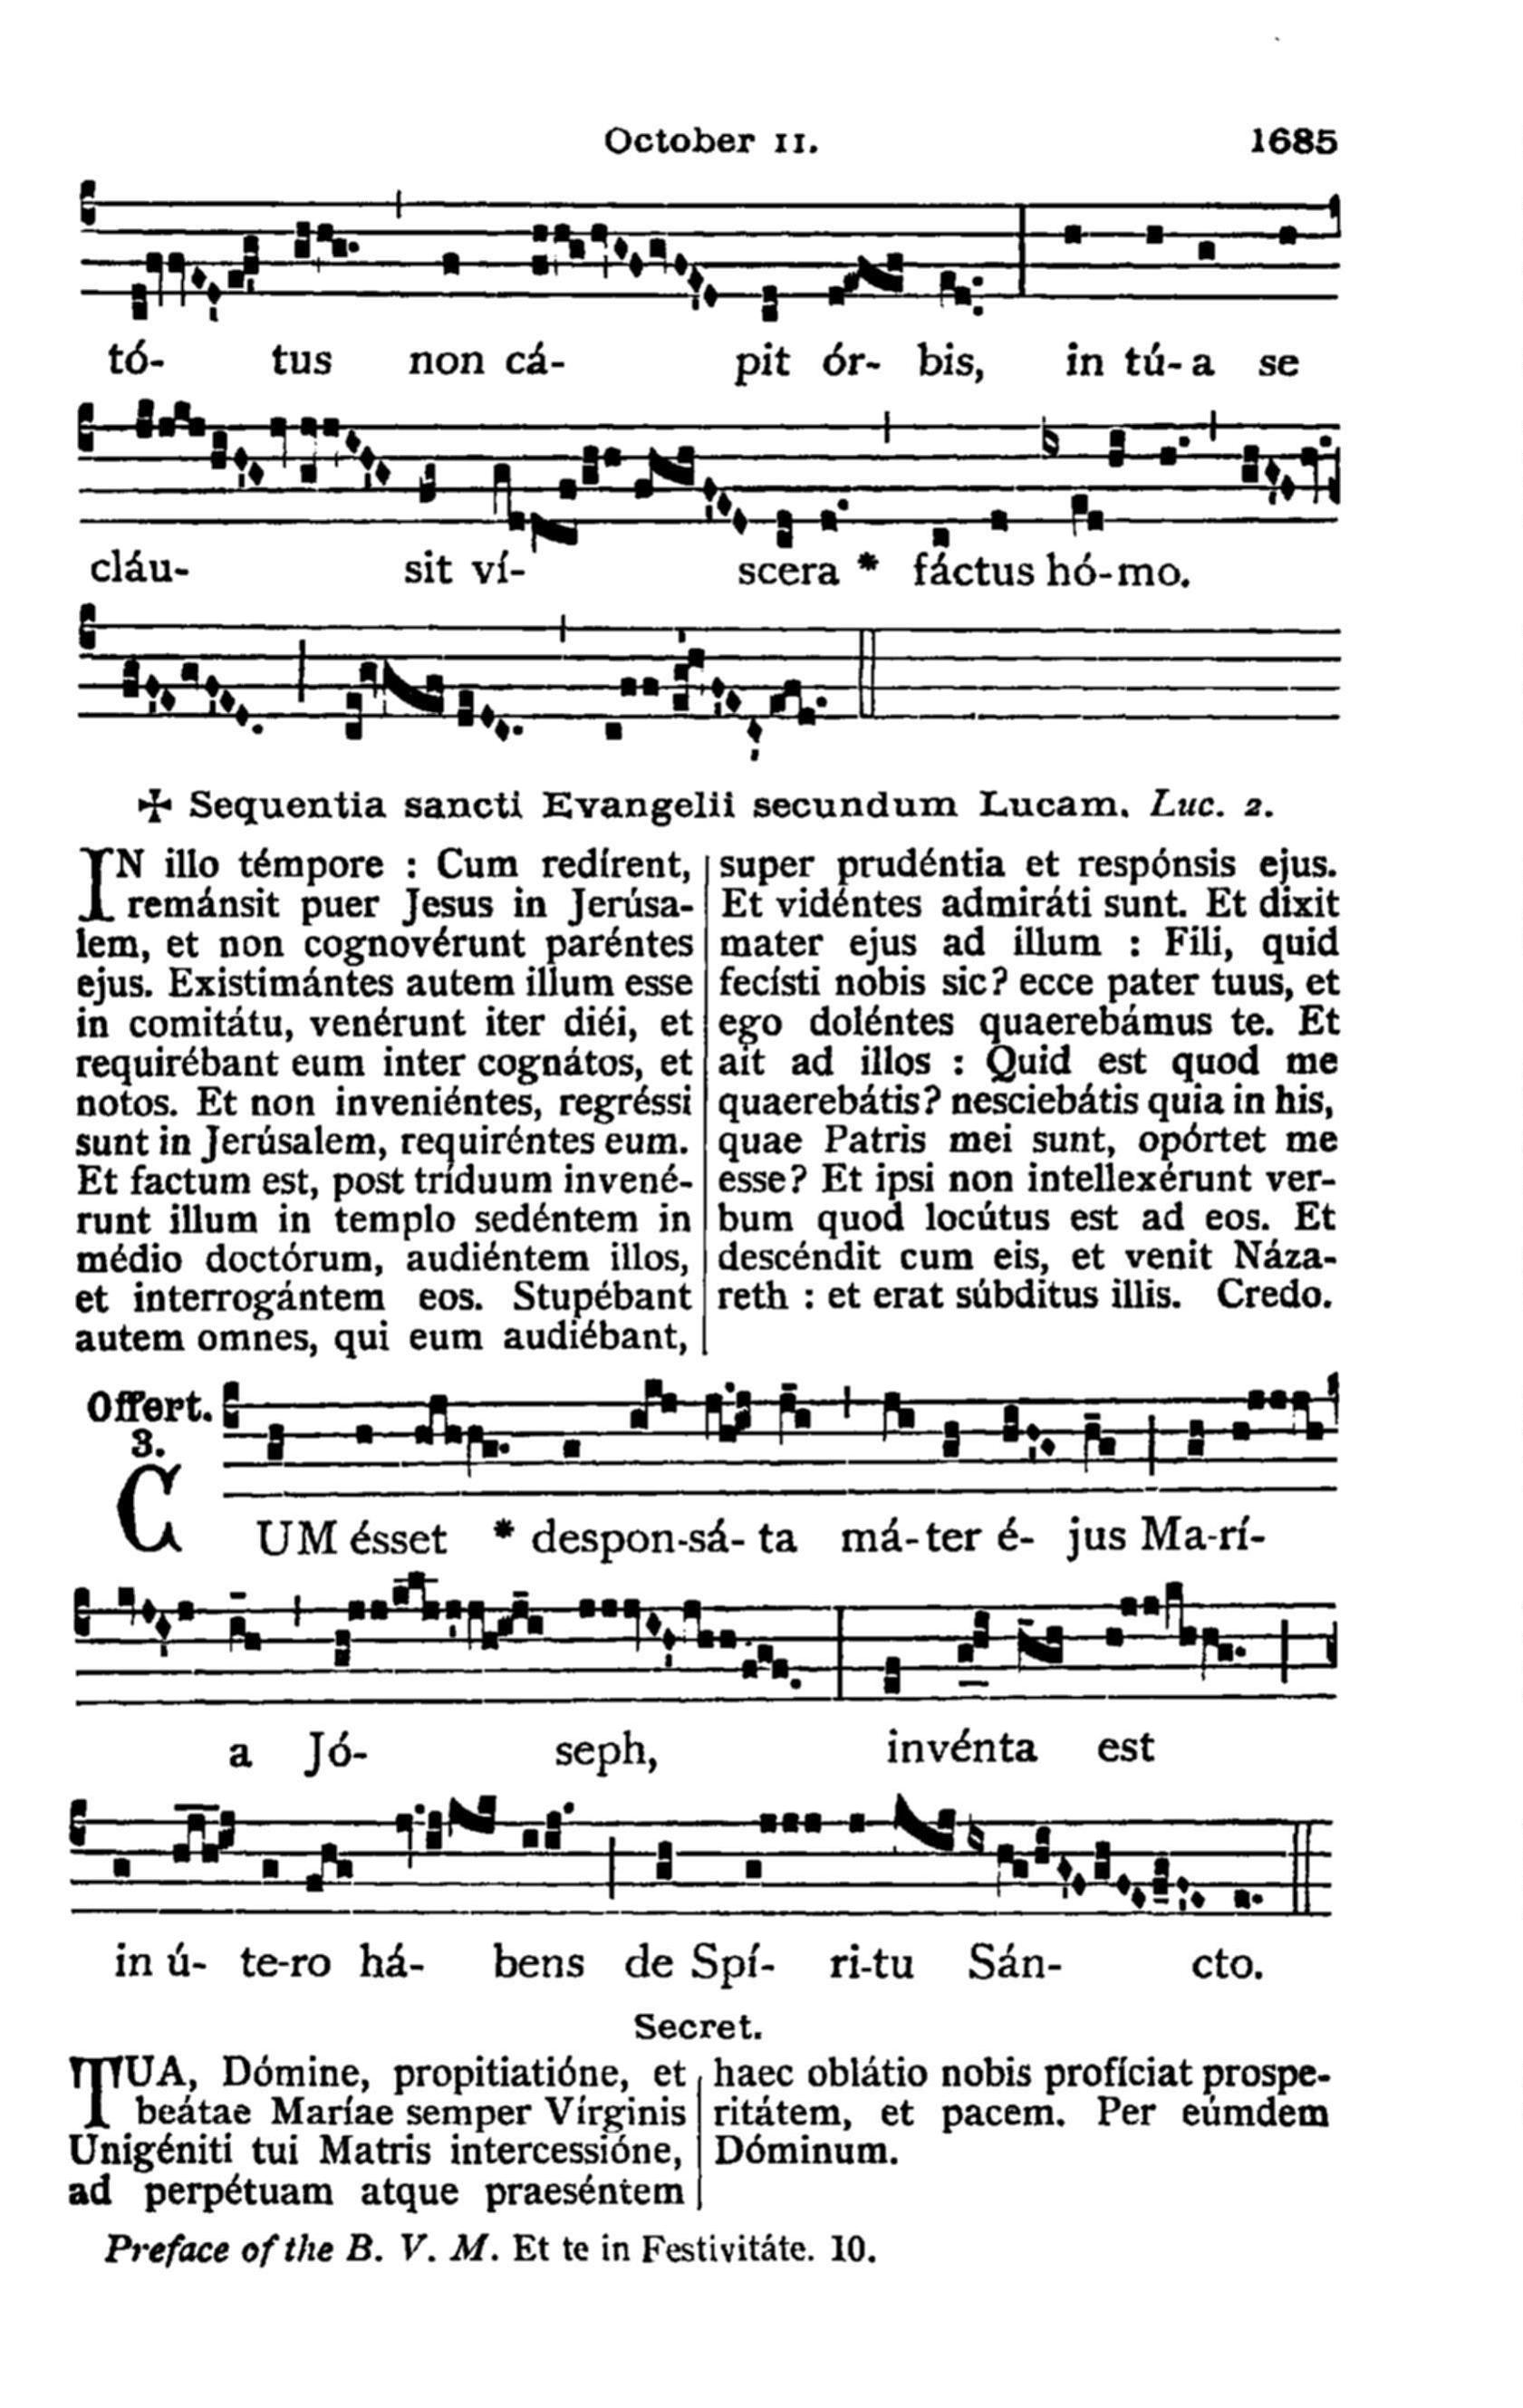 October 11. 1685
tó- tus non cá- pit ór- bis, in tú- a se
cláu- sit ví- scera * fáctus hó-mo.
✠ Sequentia sancti Evangelii secundum Lucam. Luc. 2.
IN illo témpore : Cum redírent,
remánsit puer Jesus in Jerúsa-
lem, et non cognovérunt paréntes
ejus. Existimántes autem illum esse
in comitátu, venérunt iter diéi, et
requirébant eum inter cognátos, et
notos. Et non inveniéntes, regréssi
sunt in Jerúsalem, requiréntes eum.
Et factum est, post tríduum invené-
runt illum in templo sedéntem in
médio doctórum, audiéntem illos,
et interrogántem eos. Stupébant
autem omnes, qui eum audiébant,
super prudéntia et respónsis ejus.
Et vidéntes admiráti sunt. Et dixit
mater ejus ad illum : Fili, quid
fecísti nobis sic? ecce pater tuus, et
ego doléntes quaerebámus te. Et
ait ad illos : Quid est quod me
quaerebátis? nesciebátis quia in his,
quae Patris mei sunt, opórtet me
esse? Et ipsi non intellexérunt ver-
bum quod locútus est ad eos. Et
descéndit cum eis, et venit Náza-
reth : et erat súbditus illis. Credo.
Offert.
3.
CUM ésset * despon-sá- ta má-ter é- jus Ma-rí-
a Jó- seph, invénta est
in ú- te-ro há- bens de Spí- ri-tu Sán- cto.
Secret.
TUA, Dómine, propitiatióne, et
beátae Maríae semper Vírginis
Unigéniti tui Matris intercessióne,
ad perpétuam atque praeséntem
haec oblátio nobis profíciat prospe-
ritátem, et pacem. Per eúmdem
Dóminum.
Preface of the B. V. M. Et te in Festivitáte. 10.